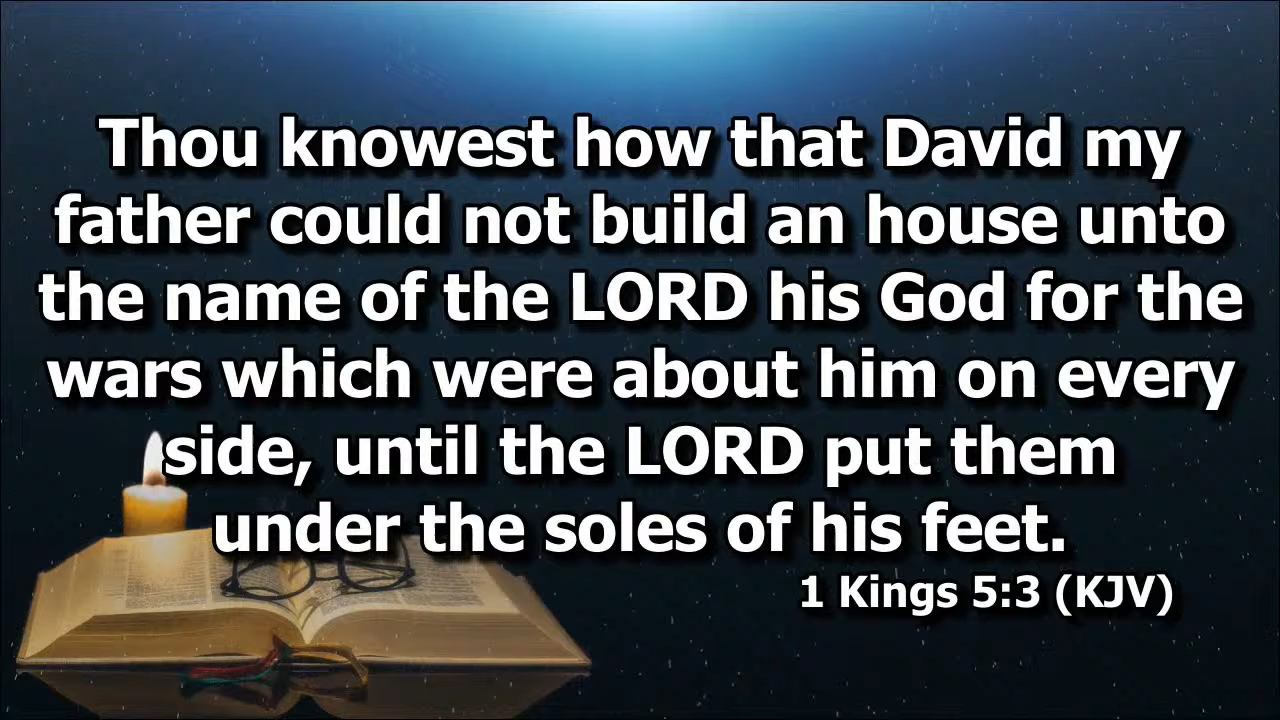 Thou knowest how that David my
father could not build an house unto
the name of the LORD his God for the
wars which were about him on every
side, until the LORD put them
under the soles of his feet.
1 Kings 5:3 (KJV)